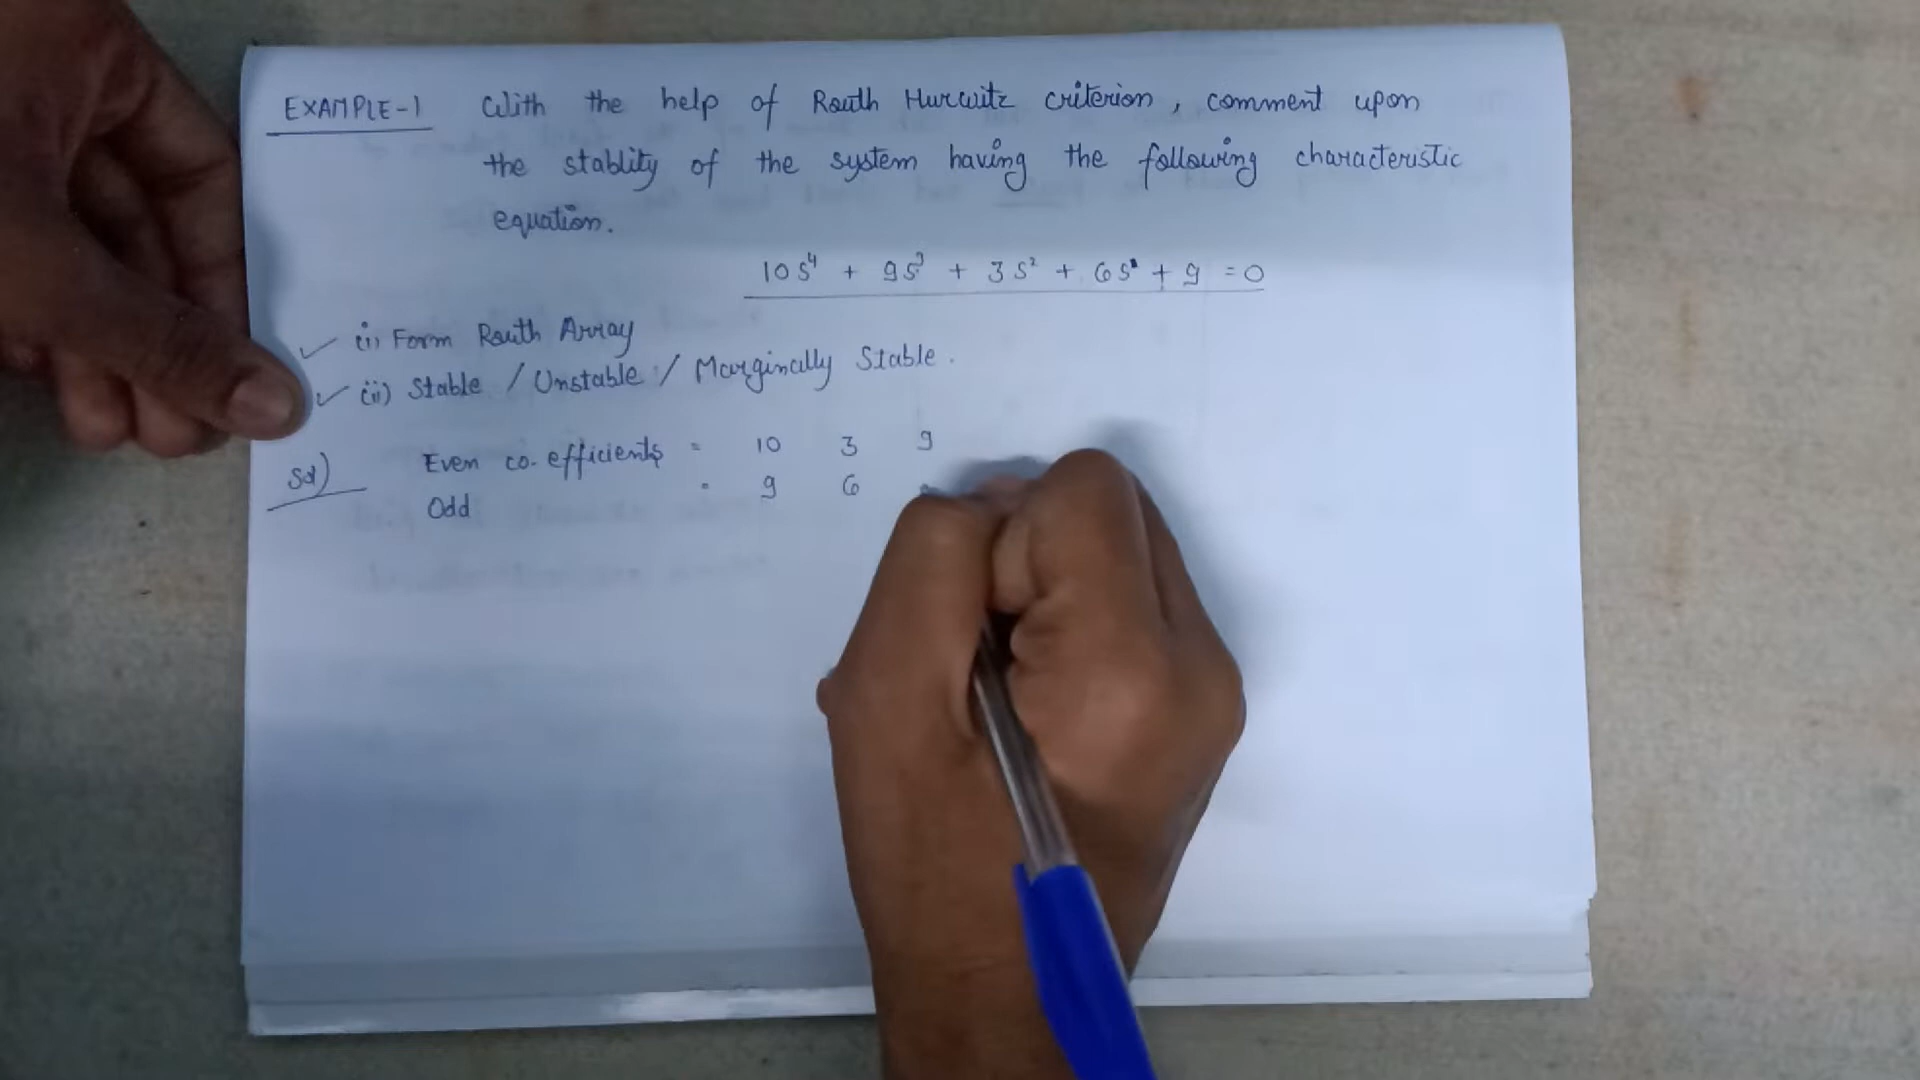 EXAMPLE-1 With the help of Routh Hurwitz criterion, comment upon
the stablity of the system having the following characteristic
equation.
10s⁴ + 9s³ + 3s² + 6s + 9 = 0
(i) Form Routh Array
(ii) Stable / Unstable / Marginally Stable.
Sol) Even co-efficients = 10 3 9
Odd = 9 6